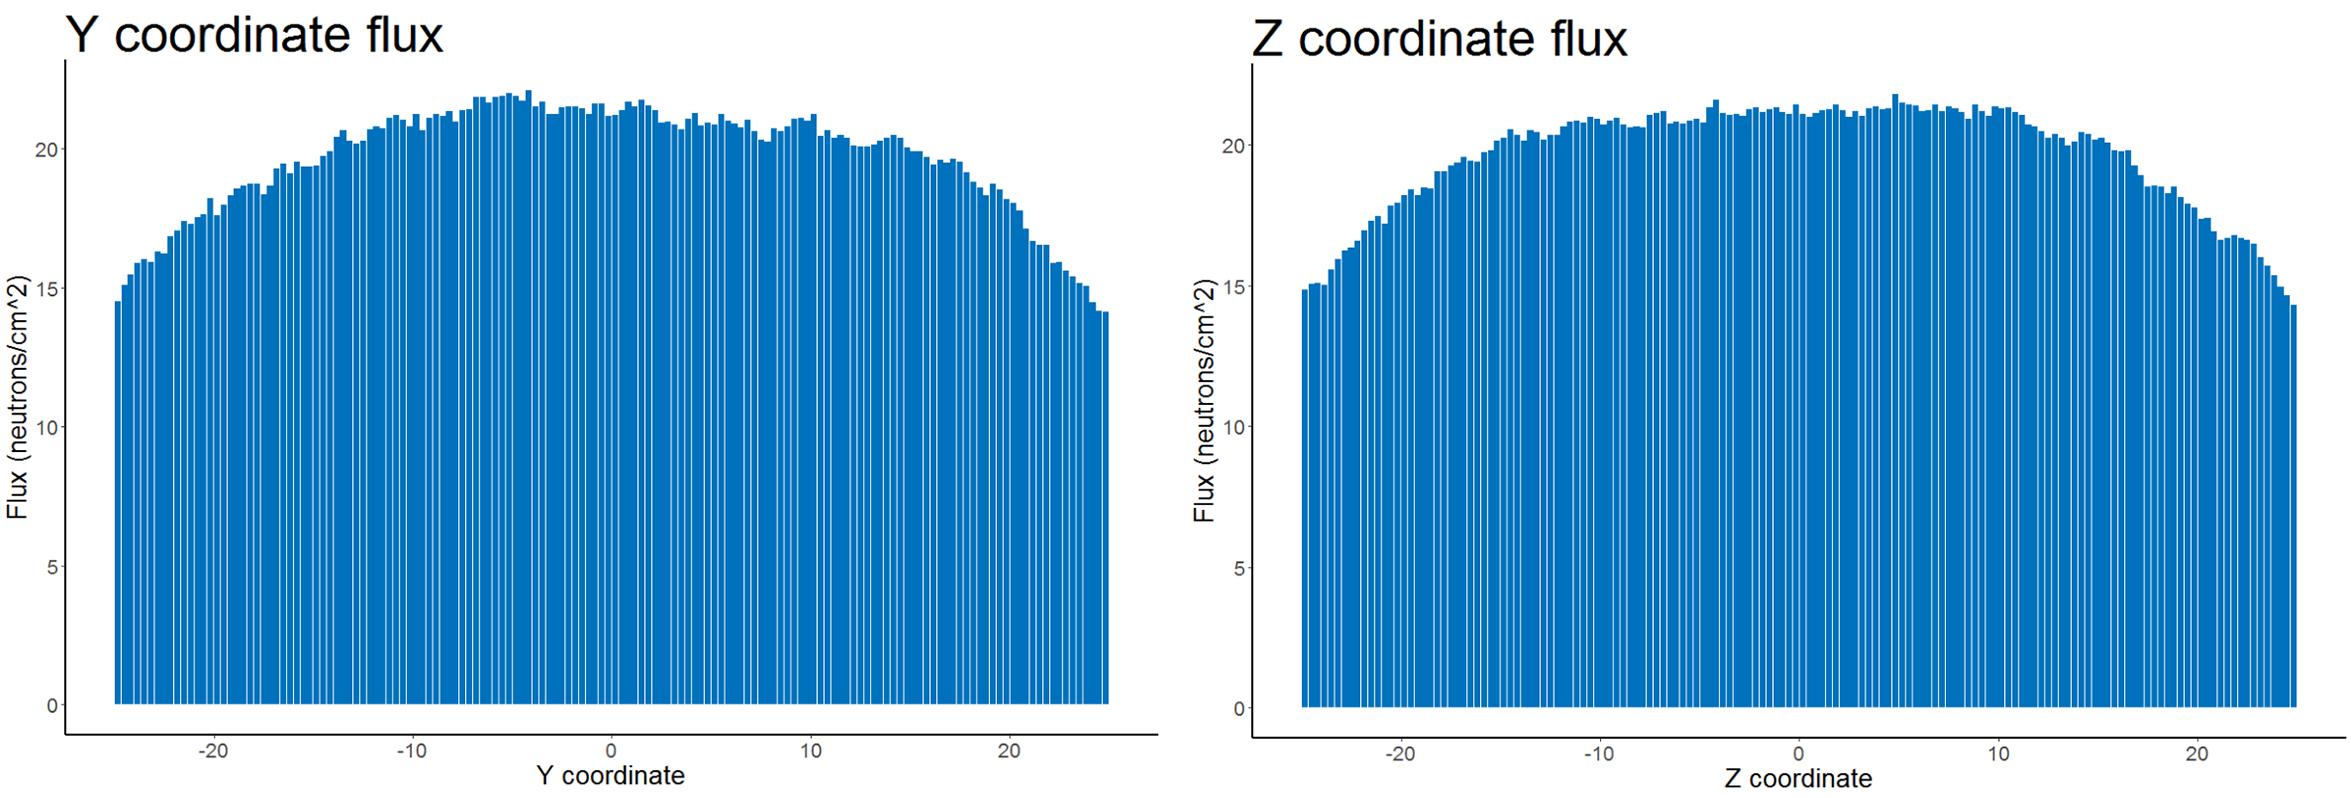 Y coordinate flux
Flux (neutrons/cm^2)
20
15
10
5
0
-20 -10 0 10 20
Y coordinate
Z coordinate flux
Flux (neutrons/cm^2)
20
15
10
5
0
-20 -10 0 10 20
Z coordinate